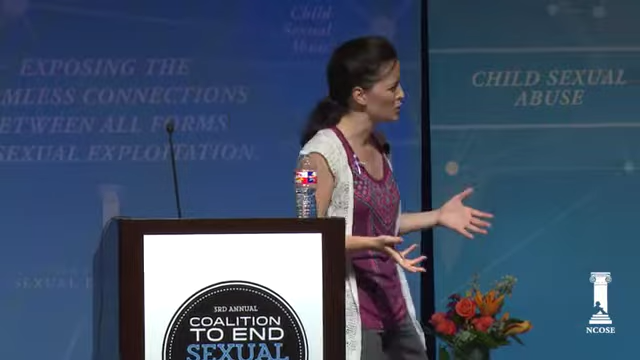 Child
Sexual
EXPOSING THE
MLESS CONNECTIONS
ETWEEN ALL FORMS
SEXUAL EXPLOITATION.
CHILD SEXUAL
ABUSE
3RD ANNUAL
COALITION
TO END
SEXUAL
NCOSE